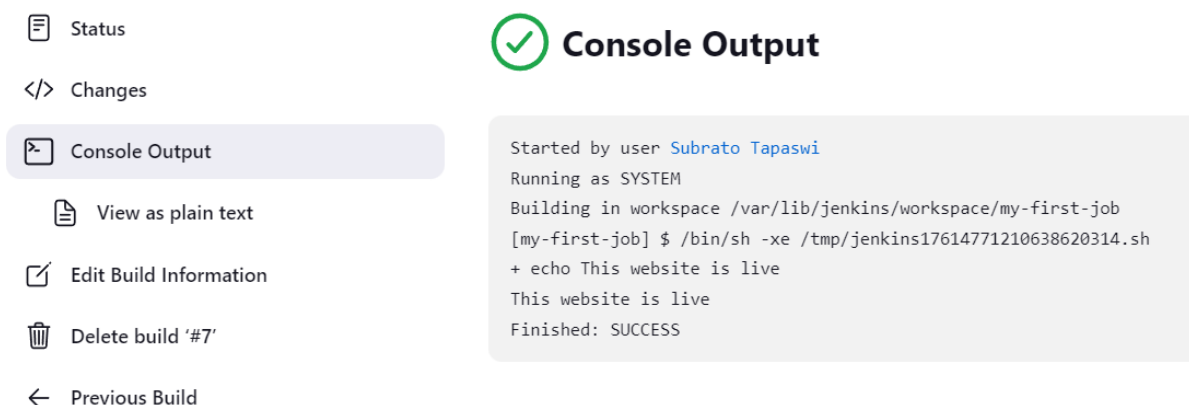 Status
Changes
Console Output
View as plain text
Edit Build Information
Delete build ‘#7’
Previous Build
Console Output
Started by user Subrato Tapaswi
Running as SYSTEM
Building in workspace /var/lib/jenkins/workspace/my-first-job
[my-first-job] $ /bin/sh -xe /tmp/jenkins17614771210638620314.sh
+ echo This website is live
This website is live
Finished: SUCCESS